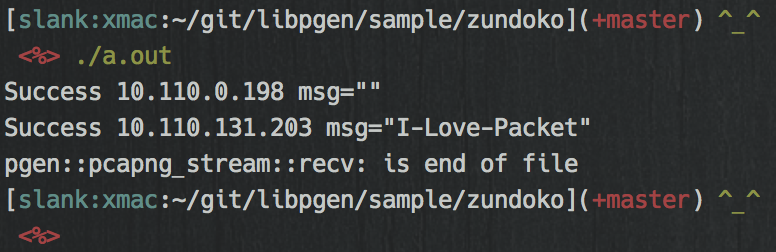 [slank:xmac:~/git/libpgen/sample/zundoko](+master) ^_^
<%> ./a.out
Success 10.110.0.198 msg=""
Success 10.110.131.203 msg="I-Love-Packet"
pgen::pcapng_stream::recv: is end of file
[slank:xmac:~/git/libpgen/sample/zundoko](+master) ^_^
<%>